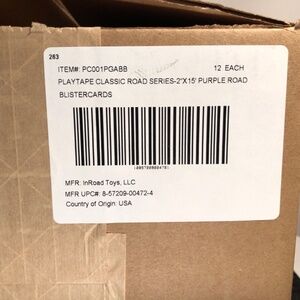 263
ITEM#: PC001PGABB 12 EACH
PLAYTAPE CLASSIC ROAD SERIES-2"X15' PURPLE ROAD
BLISTERCARDS
MFR: InRoad Toys, LLC
MFR UPC#: 8-57209-00472-4
Country of Origin: USA